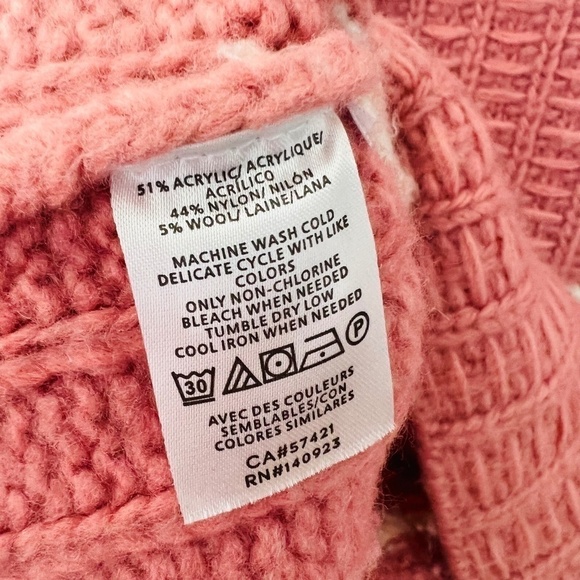 51% ACRYLIC/ ACRYLIQUE/
ACRÍLICO
44% NYLON/ NILÓN
5% WOOL/ LAINE/LANA
MACHINE WASH COLD
DELICATE CYCLE WITH LIKE
COLORS
ONLY NON-CHLORINE
BLEACH WHEN NEEDED
TUMBLE DRY LOW
COOL IRON WHEN NEEDED
30 P
AVEC DES COULEURS
SEMBLABLES/CON
COLORES SIMILARES
CA#57421
RN#140923